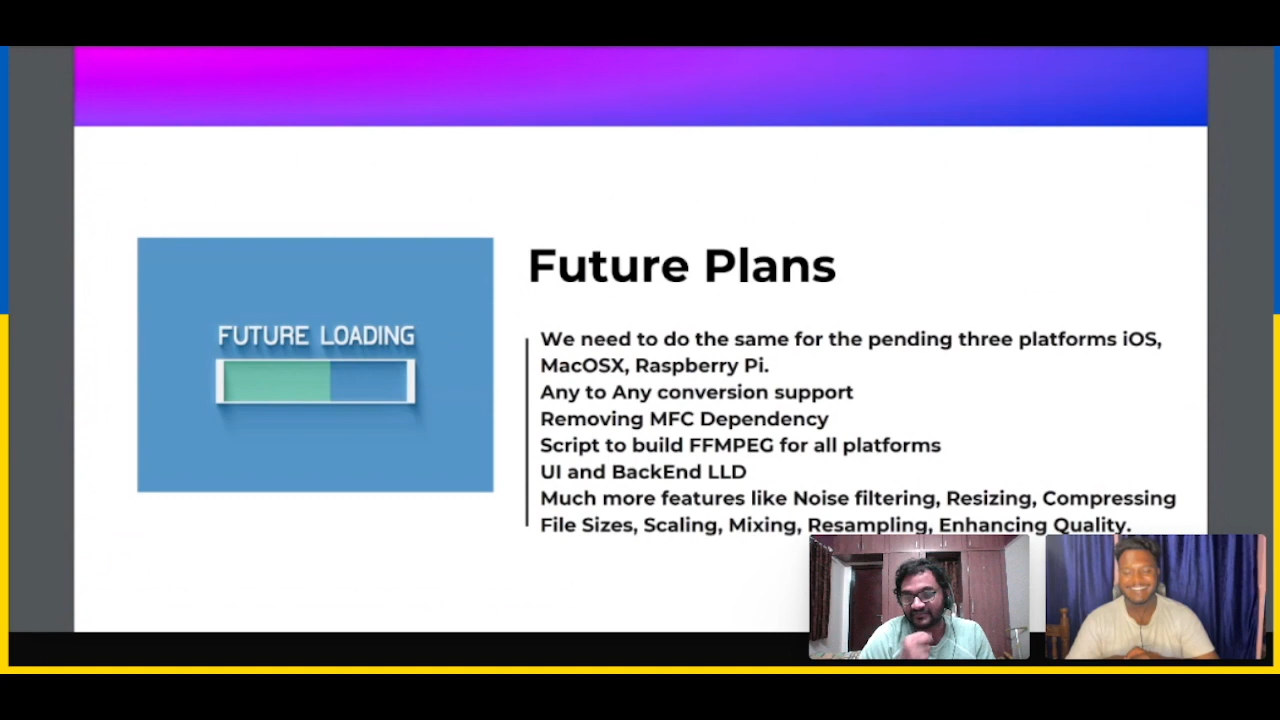 FUTURE LOADING
Future Plans
We need to do the same for the pending three platforms iOS,
MacOSX, Raspberry Pi.
Any to Any conversion support
Removing MFC Dependency
Script to build FFMPEG for all platforms
UI and BackEnd LLD
Much more features like Noise filtering, Resizing, Compressing
File Sizes, Scaling, Mixing, Resampling, Enhancing Quality.